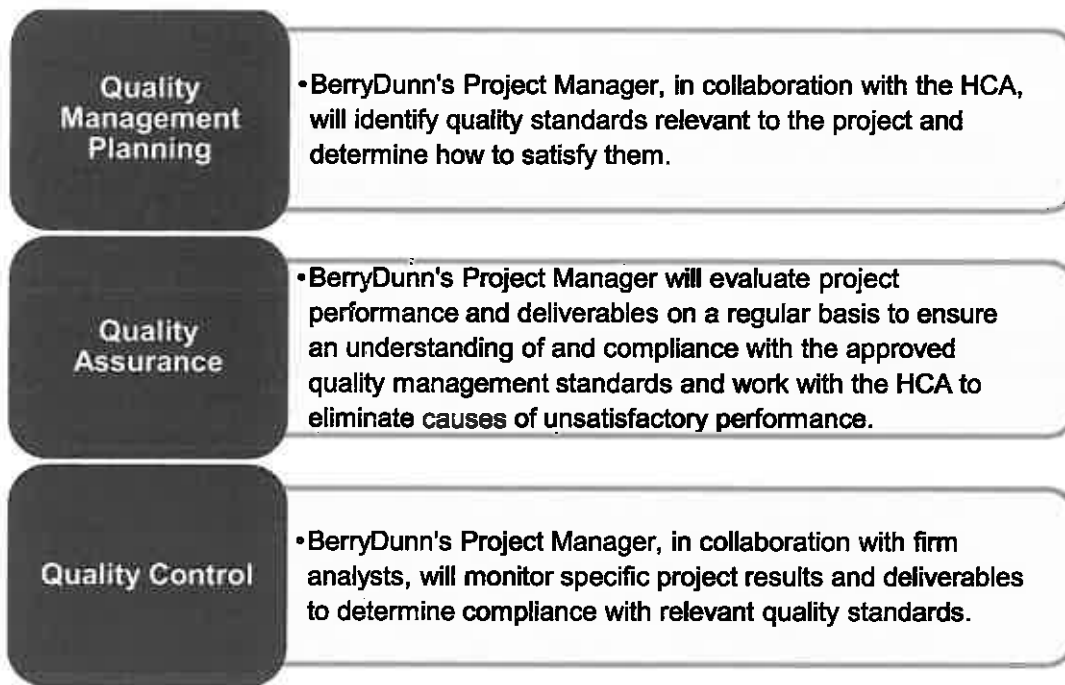 Quality
Management
Planning
•BerryDunn's Project Manager, in collaboration with the HCA,
will identify quality standards relevant to the project and
determine how to satisfy them.
Quality
Assurance
•BerryDunn's Project Manager will evaluate project
performance and deliverables on a regular basis to ensure
an understanding of and compliance with the approved
quality management standards and work with the HCA to
eliminate causes of unsatisfactory performance.
Quality Control
•BerryDunn's Project Manager, in collaboration with firm
analysts, will monitor specific project results and deliverables
to determine compliance with relevant quality standards.